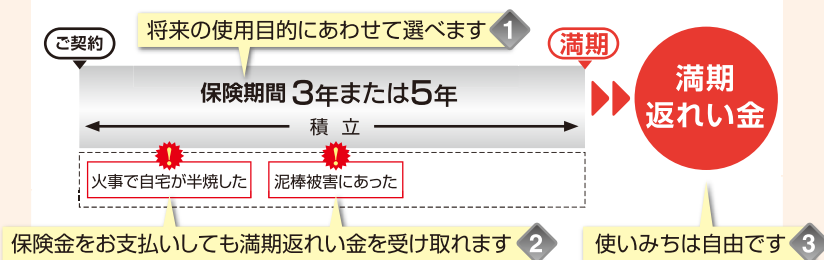 将来の使用目的にあわせて選べます 1
ご契約
満期
保険期間 3年または5年
積立
満期
返れい金
!
!
火事で自宅が半焼した
泥棒被害にあった
保険金をお支払いしても満期返れい金を受け取れます 2
使いみちは自由です 3